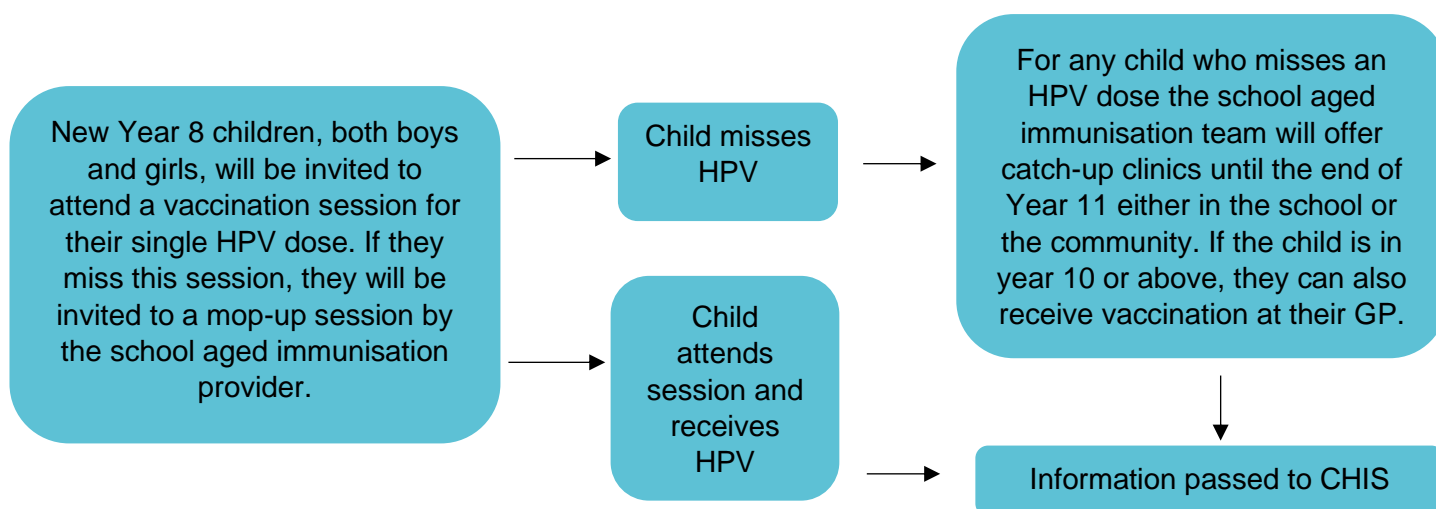 New Year 8 children, both boys
and girls, will be invited to
attend a vaccination session for
their single HPV dose. If they
miss this session, they will be
invited to a mop-up session by
the school aged immunisation
provider.
Child misses
HPV
For any child who misses an
HPV dose the school aged
immunisation team will offer
catch-up clinics until the end of
Year 11 either in the school or
the community. If the child is in
year 10 or above, they can also
receive vaccination at their GP.
Child
attends
session and
receives
HPV
Information passed to CHIS